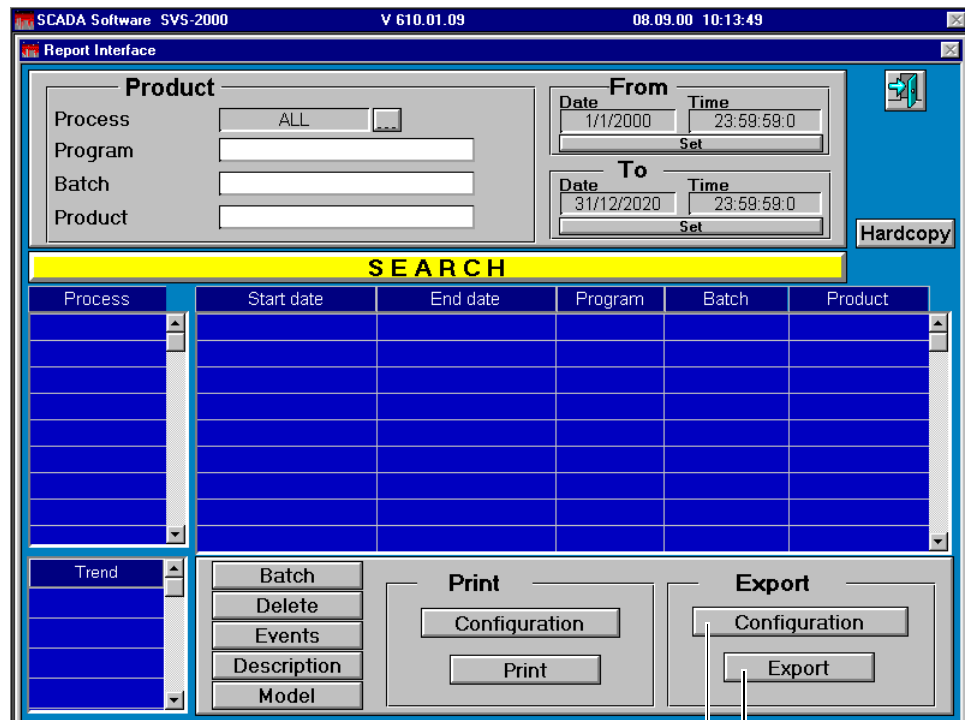 SCADA Software SVS-2000 V 610.01.09 08.09.00 10:13:49
Report Interface
Product
Process ALL ...
Program
Batch
Product
From
Date Time
1/1/2000 23:59:59:0
Set
To
Date Time
31/12/2020 23:59:59:0
Set
Hardcopy
SEARCH
Process Start date End date Program Batch Product
Trend
Batch
Delete
Events
Description
Model
Print
Configuration
Print
Export
Configuration
Export